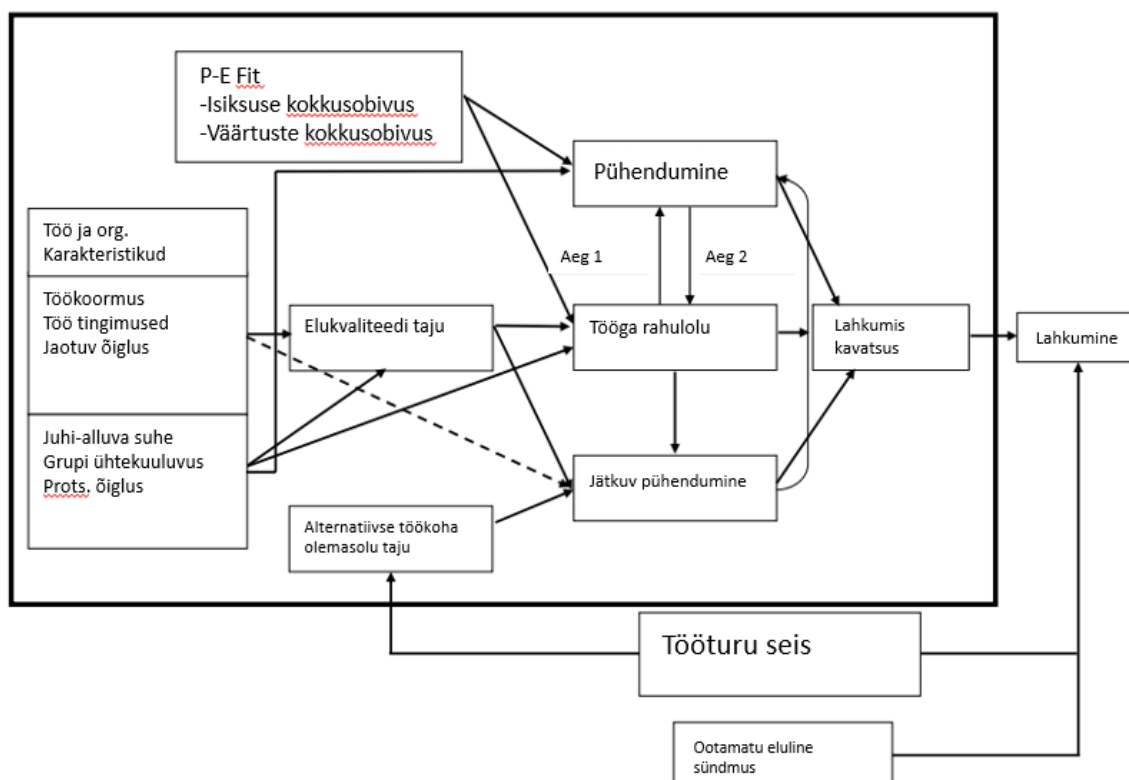 P-E Fit
-Isiksuse kokkusobivus
-Väärtuste kokkusobivus
Pühendumine
Töö ja org.
Karakteristikud
Aeg 1
Aeg 2
Töökoormus
Töö tingimused
Jaotuv õiglus
Elukvaliteedi taju
Tööga rahulolu
Lahkumis
kavatsus
Lahkumine
Juhi-alluva suhe
Grupi ühtekuuluvus
Prots. õiglus
Jätkuv pühendumine
Alternatiivse töökoha
olemasolu taju
Tööturu seis
Ootamatu eluline
sündmus